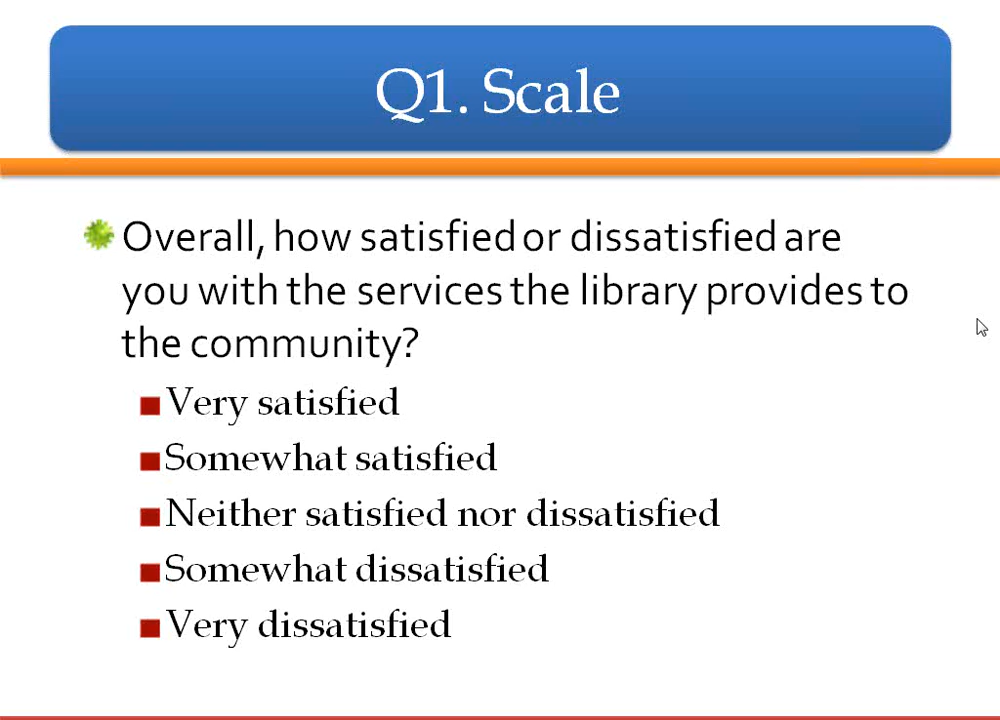 Q1. Scale
Overall, how satisfied or dissatisfied are
you with the services the library provides to
the community?
Very satisfied
Somewhat satisfied
Neither satisfied nor dissatisfied
Somewhat dissatisfied
Very dissatisfied